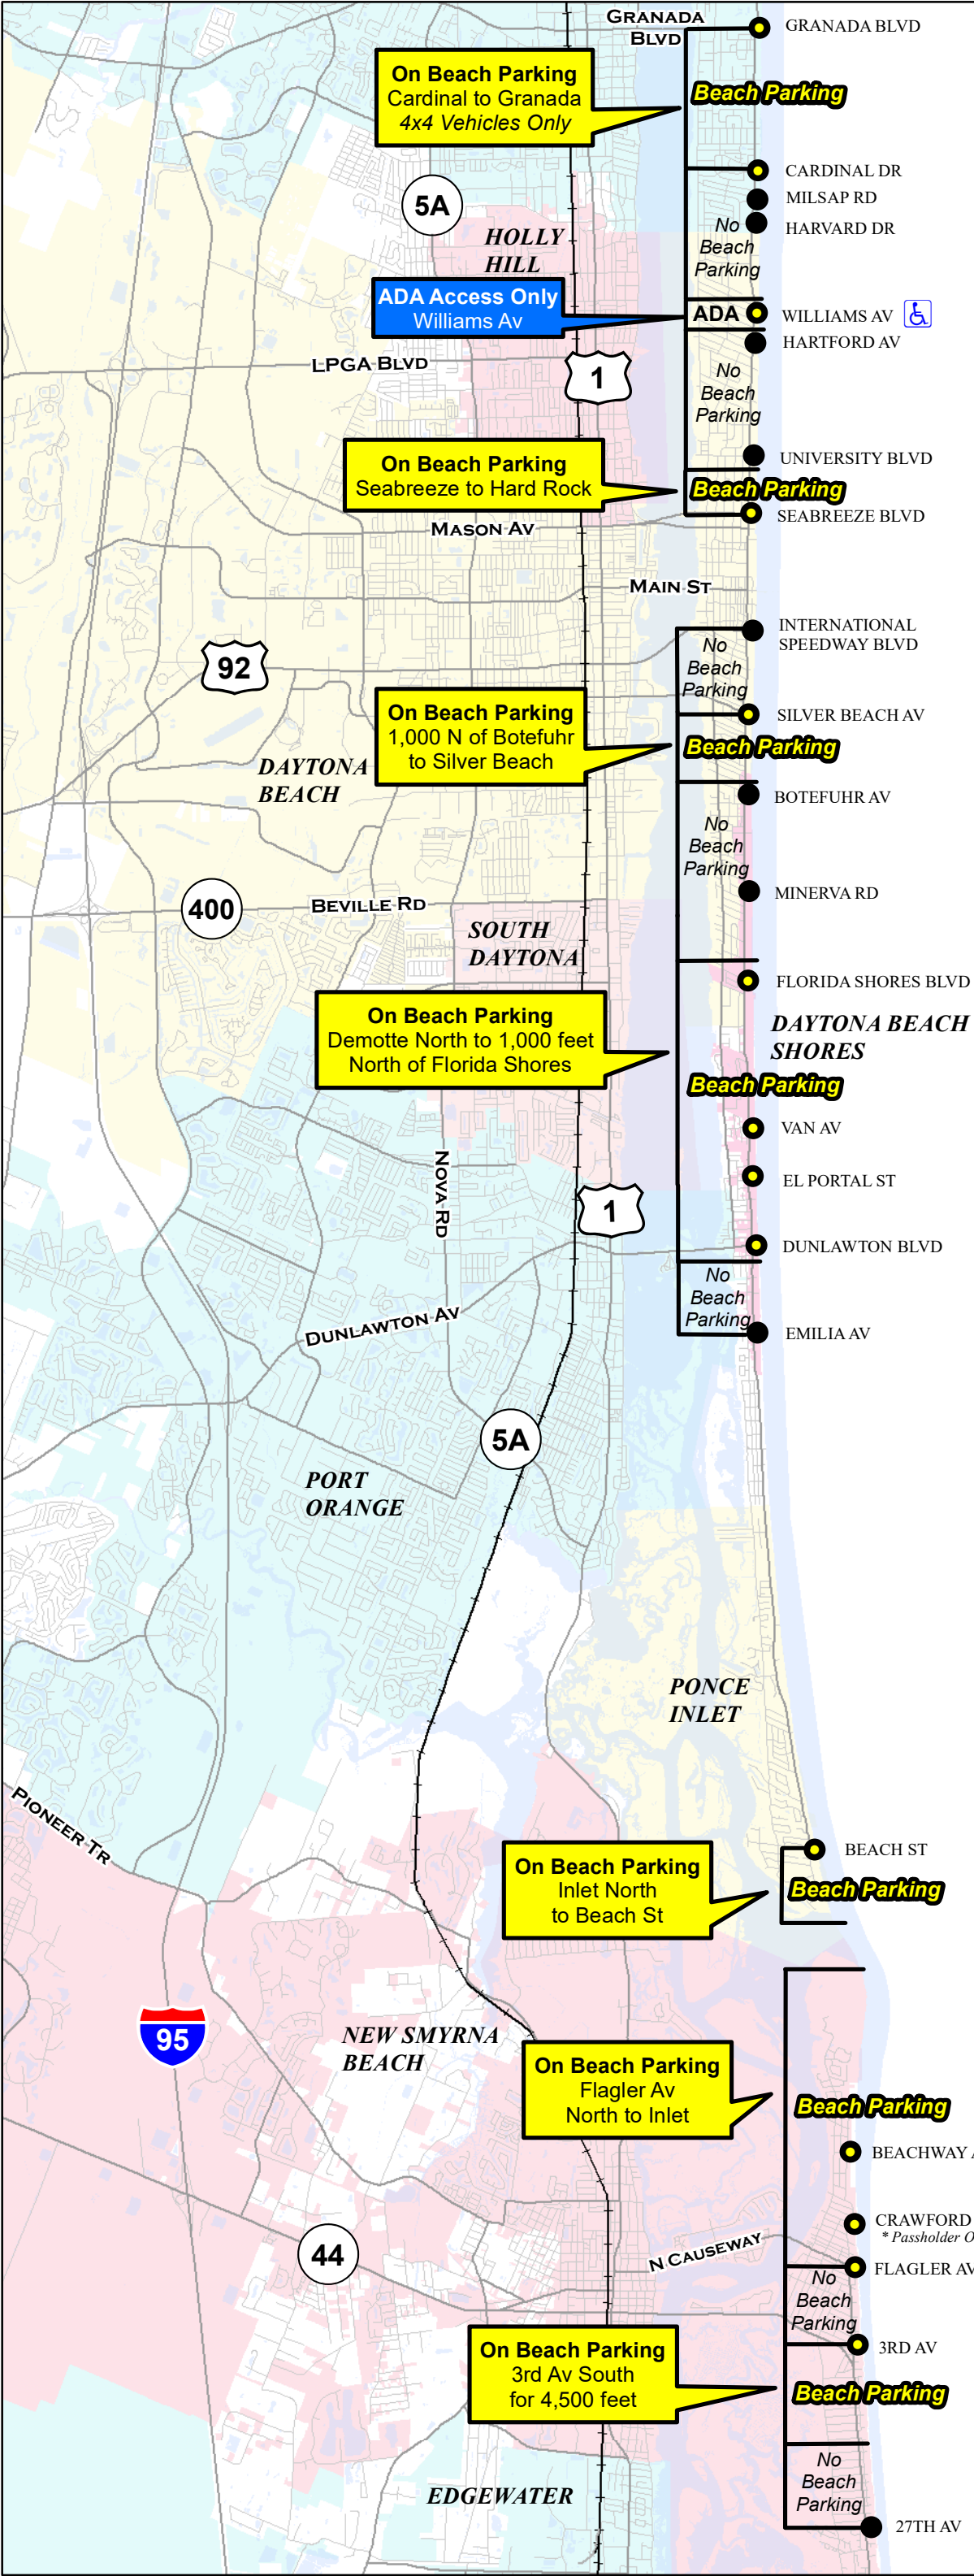 GRANADA
BLVD
GRANADA BLVD
On Beach Parking
Cardinal to Granada
4x4 Vehicles Only
Beach Parking
CARDINAL DR
5A
MILSAP RD
HARVARD DR
No
Beach
Parking
HOLLY
HILL
ADA Access Only
Williams Av
ADA
WILLIAMS AV
HARTFORD AV
LPGA BLVD
1
No
Beach
Parking
UNIVERSITY BLVD
On Beach Parking
Seabreeze to Hard Rock
Beach Parking
SEABREEZE BLVD
MASON AV
MAIN ST
INTERNATIONAL
SPEEDWAY BLVD
No
Beach
Parking
92
SILVER BEACH AV
On Beach Parking
1,000 N of Botefuhr
to Silver Beach
Beach Parking
DAYTONA
BEACH
BOTEFUHR AV
No
Beach
Parking
MINERVA RD
400
BEVILLE RD
SOUTH
DAYTONA
FLORIDA SHORES BLVD
On Beach Parking
Demotte North to 1,000 feet
North of Florida Shores
DAYTONA BEACH
SHORES
Beach Parking
VAN AV
NOVA RD
EL PORTAL ST
1
DUNLAWTON BLVD
No
Beach
Parking
DUNLAWTON AV
EMILIA AV
5A
PORT
ORANGE
PONCE
INLET
PIONEER TR
BEACH ST
On Beach Parking
Inlet North
to Beach St
Beach Parking
95
NEW SMYRNA
BEACH
On Beach Parking
Flagler Av
North to Inlet
Beach Parking
BEACHWAY
CRAWFORD
* Passholder
44
N CAUSEWAY
FLAGLER AV
No
Beach
Parking
3RD AV
On Beach Parking
3rd Av South
for 4,500 feet
Beach Parking
No
Beach
Parking
EDGEWATER
27TH AV